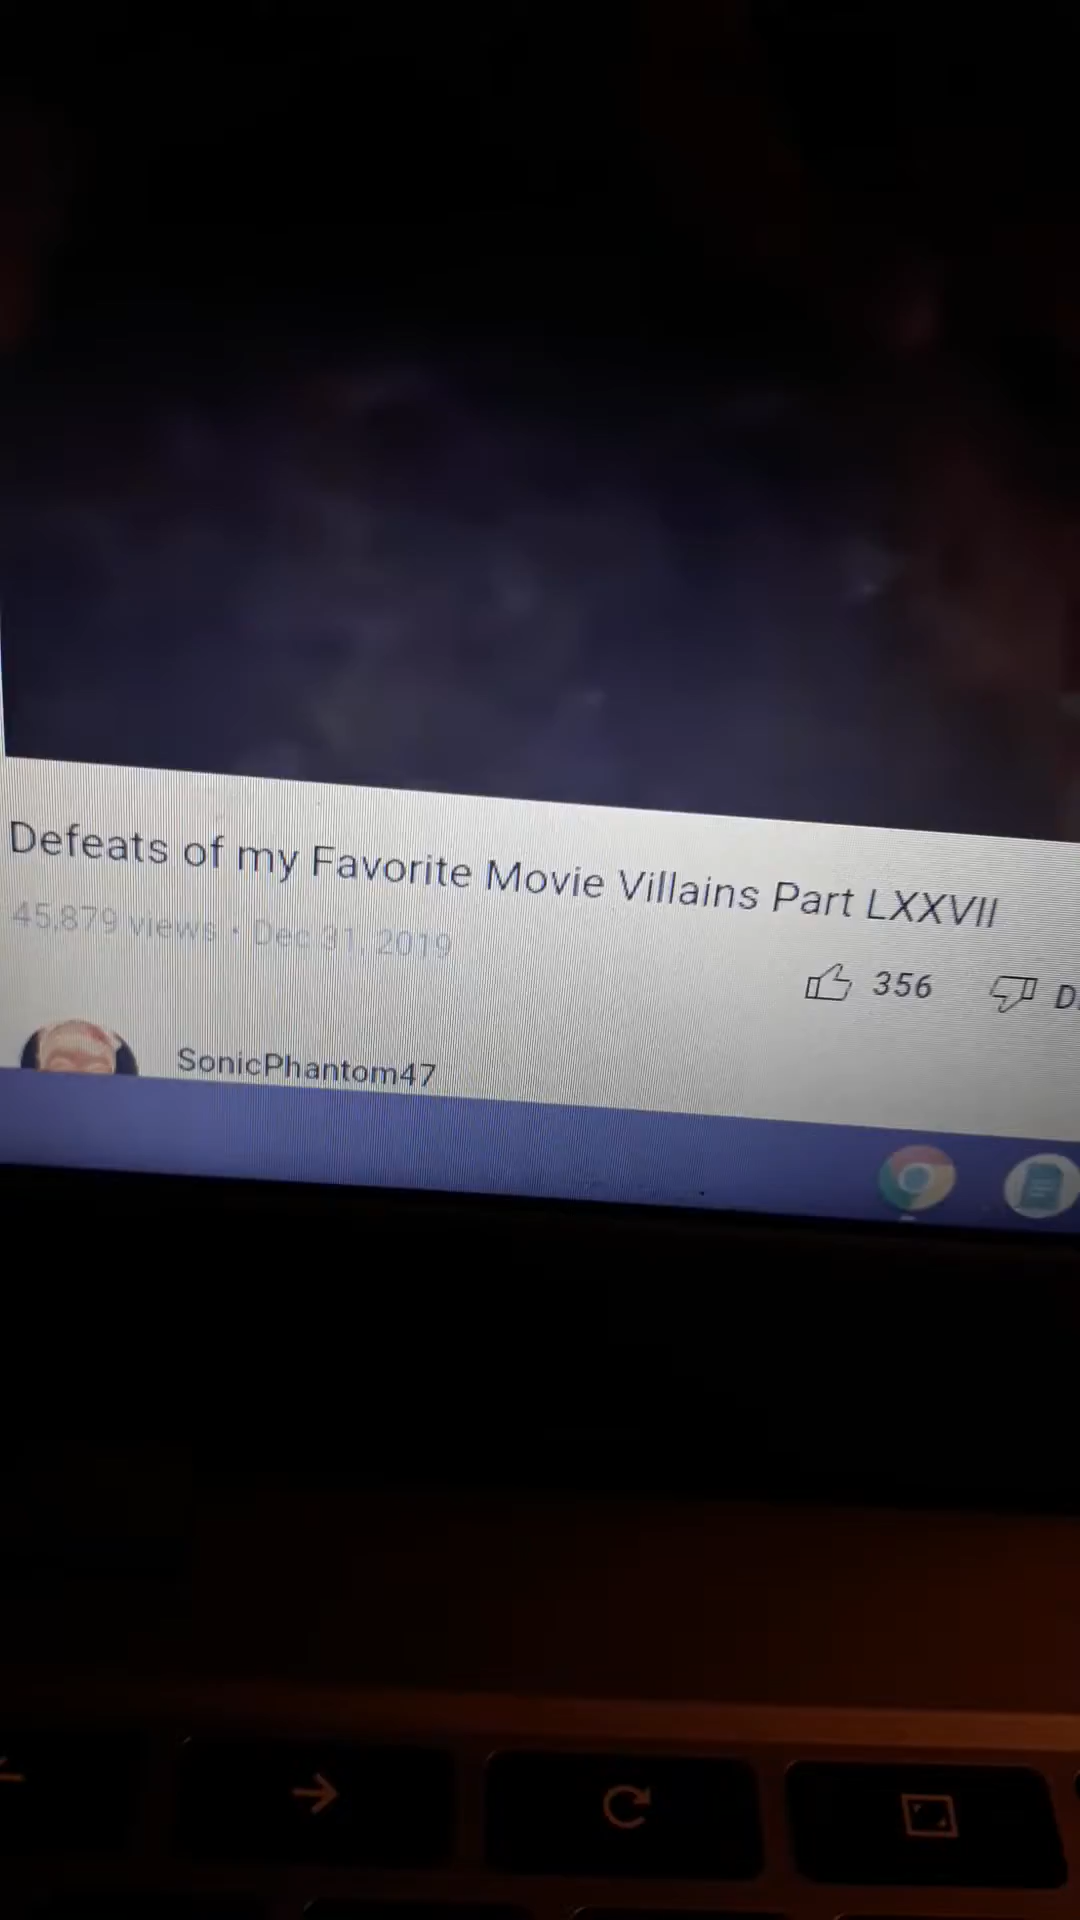 Defeats of my Favorite Movie Villains Part LXXVII
45,879 views • Dec 31, 2019
356
SonicPhantom47